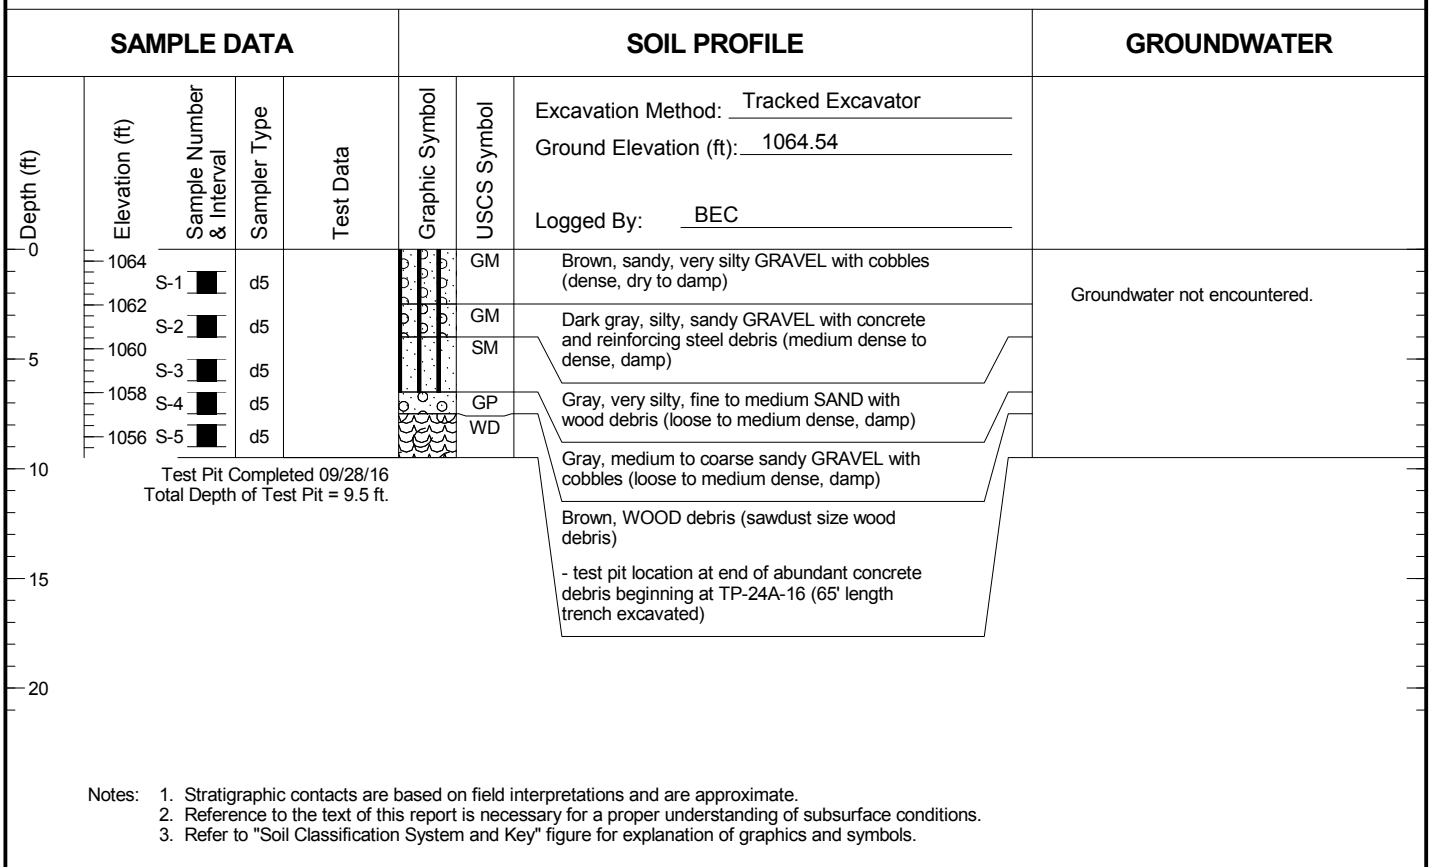 SAMPLE DATA
SOIL PROFILE
GROUNDWATER
Depth (ft)
Elevation (ft)
Sample Number
& Interval
Sampler Type
Test Data
Graphic Symbol
USCS Symbol
Excavation Method: Tracked Excavator
Ground Elevation (ft): 1064.54
Logged By: BEC
0
5
10
15
20
1064
1062
1060
1058
1056
S-1 d5
S-2 d5
S-3 d5
S-4 d5
S-5 d5
GM
GM
SM
GP
WD
Brown, sandy, very silty GRAVEL with cobbles
(dense, dry to damp)
Dark gray, silty, sandy GRAVEL with concrete
and reinforcing steel debris (medium dense to
dense, damp)
Gray, very silty, fine to medium SAND with
wood debris (loose to medium dense, damp)
Gray, medium to coarse sandy GRAVEL with
cobbles (loose to medium dense, damp)
Brown, WOOD debris (sawdust size wood
debris)
- test pit location at end of abundant concrete
debris beginning at TP-24A-16 (65' length
trench excavated)
Groundwater not encountered.
Test Pit Completed 09/28/16
Total Depth of Test Pit = 9.5 ft.
Notes: 1. Stratigraphic contacts are based on field interpretations and are approximate.
2. Reference to the text of this report is necessary for a proper understanding of subsurface conditions.
3. Refer to "Soil Classification System and Key" figure for explanation of graphics and symbols.